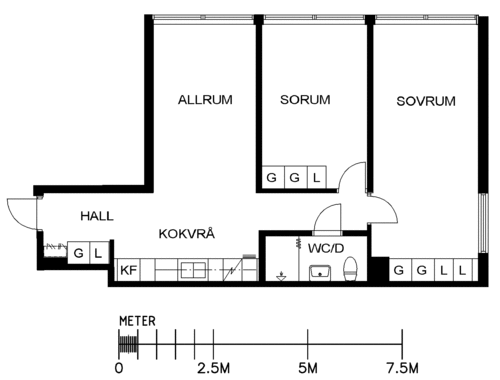 ALLRUM
SORUM
SOVRUM
G G L
HALL
KOKVRÅ
WC/D
G L
KF
G G L L
METER
0 2.5M 5M 7.5M